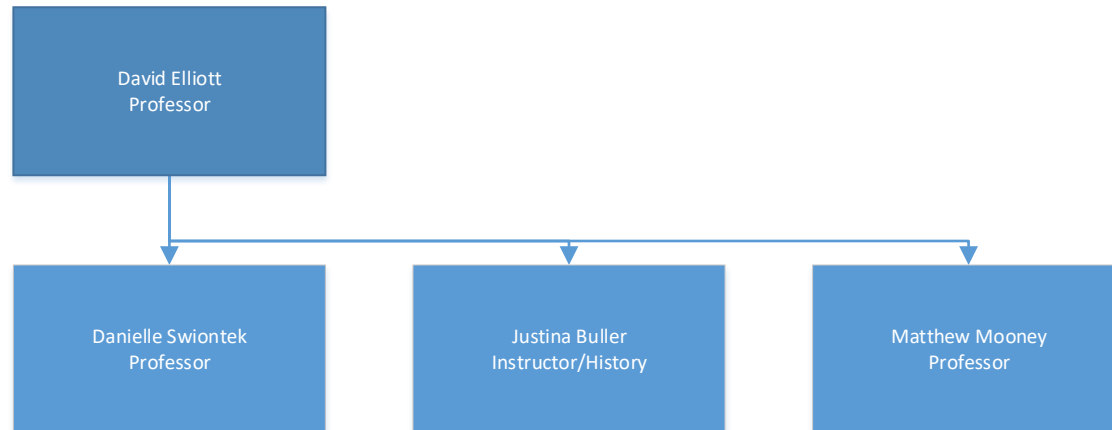 David Elliott
Professor
Danielle Swiontek
Professor
Justina Buller
Instructor/History
Matthew Mooney
Professor